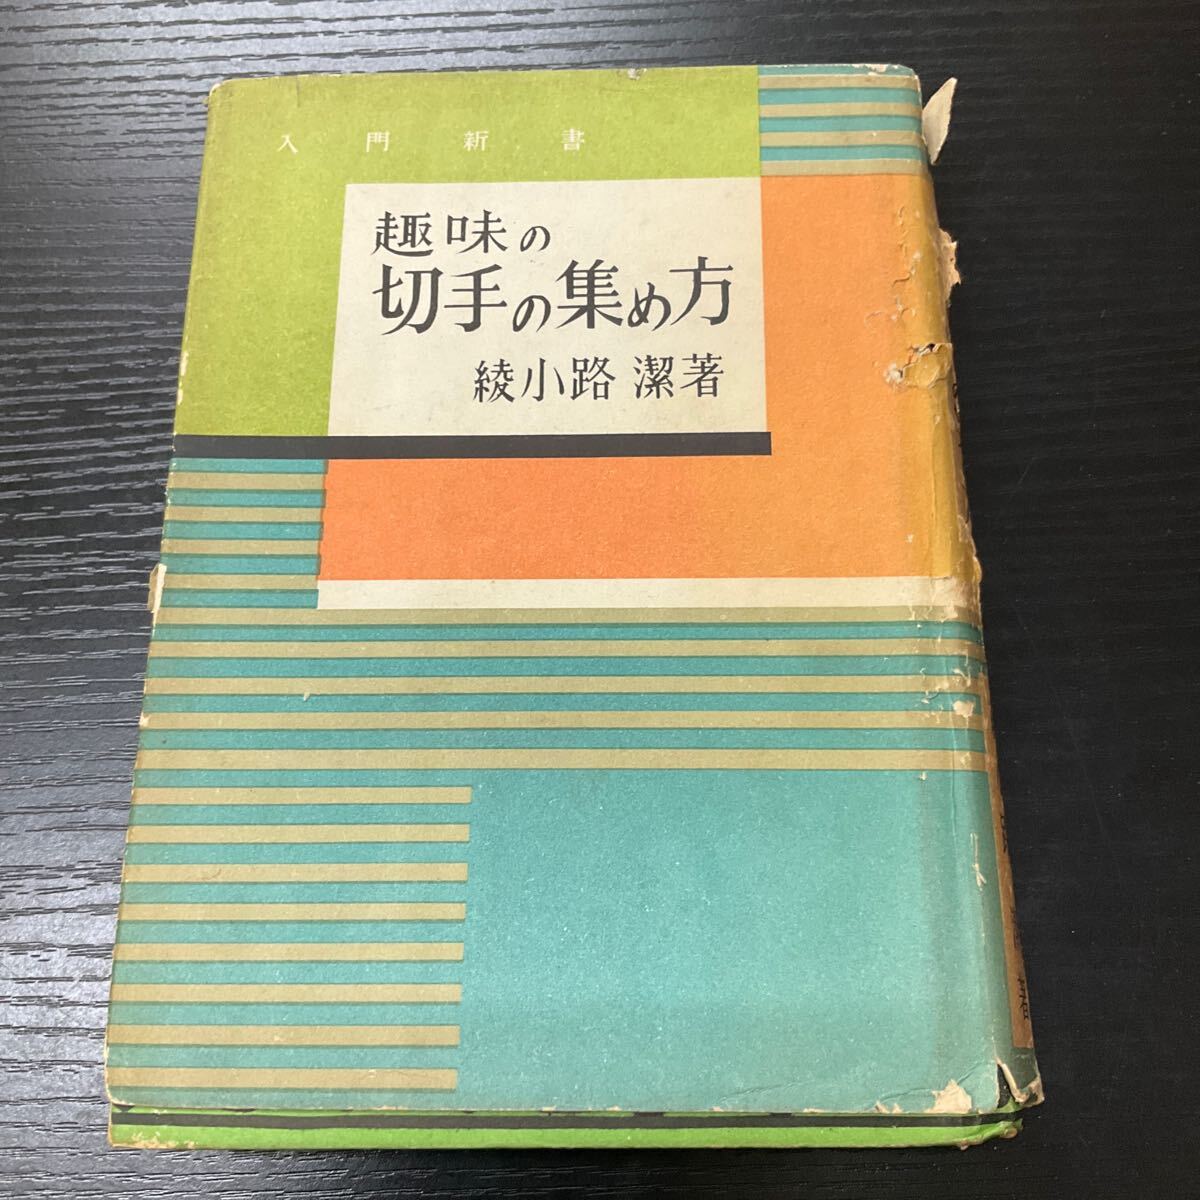 入門新書
趣味の
切手の集め方
綾小路 潔著